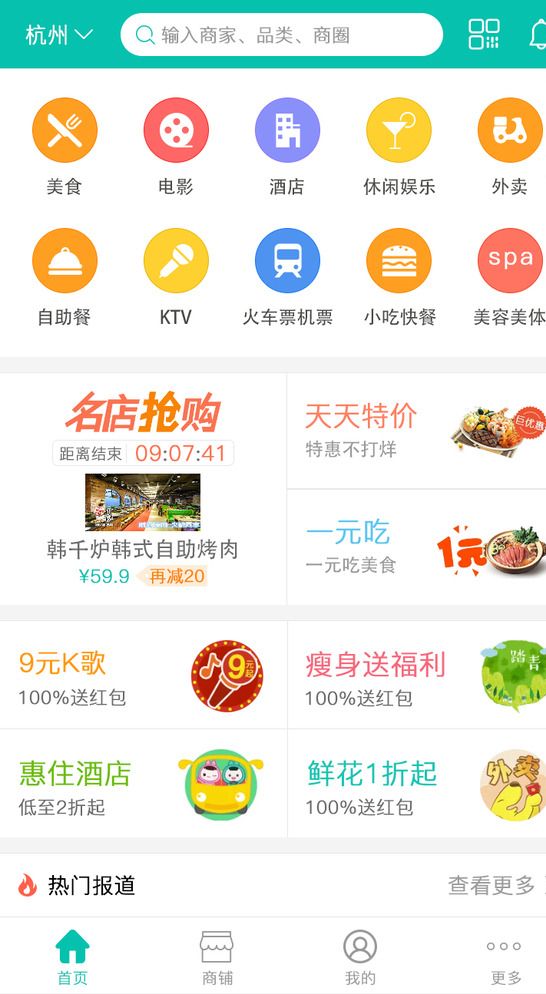 杭州
输入商家、品类、商圈
美食
电影
酒店
休闲娱乐
外卖
spa
自助餐
KTV
火车票机票
小吃快餐
美容美体
名店抢购
距离结束 09:07:41
韩千炉韩式自助烤肉
¥59.9 再减20
天天特价
特惠不打烊
巨优惠
一元吃
一元吃美食
1元
9元K歌
100%送红包
9元起
瘦身送福利
100%送红包
踏青
惠住酒店
低至2折起
鲜花1折起
100%送红包
外卖
热门报道
查看更多
首页
商铺
我的
更多